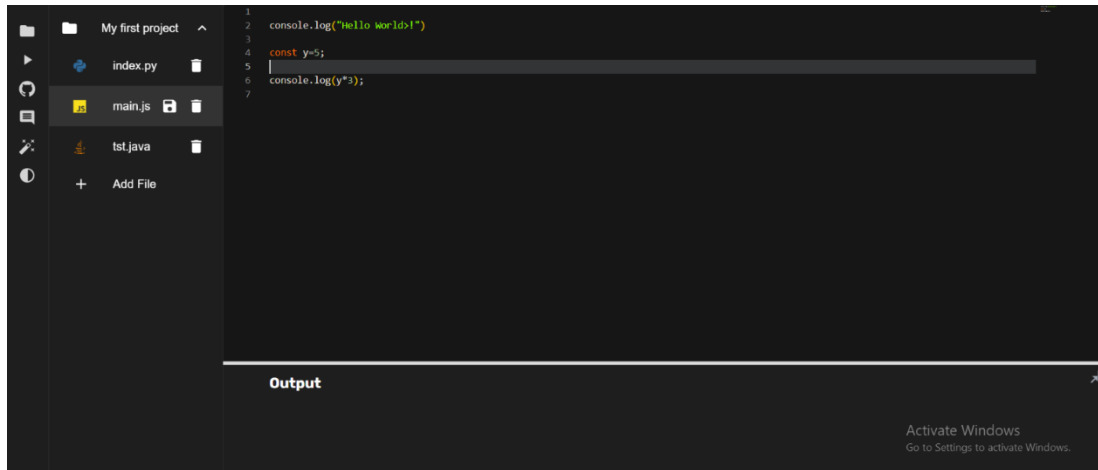 My first project
index.py
JS main.js
tst.java
+ Add File
1
2 console.log("Hello World>!")
3
4 const y=5;
5
6 console.log(y*3);
7
Output
Activate Windows
Go to Settings to activate Windows.